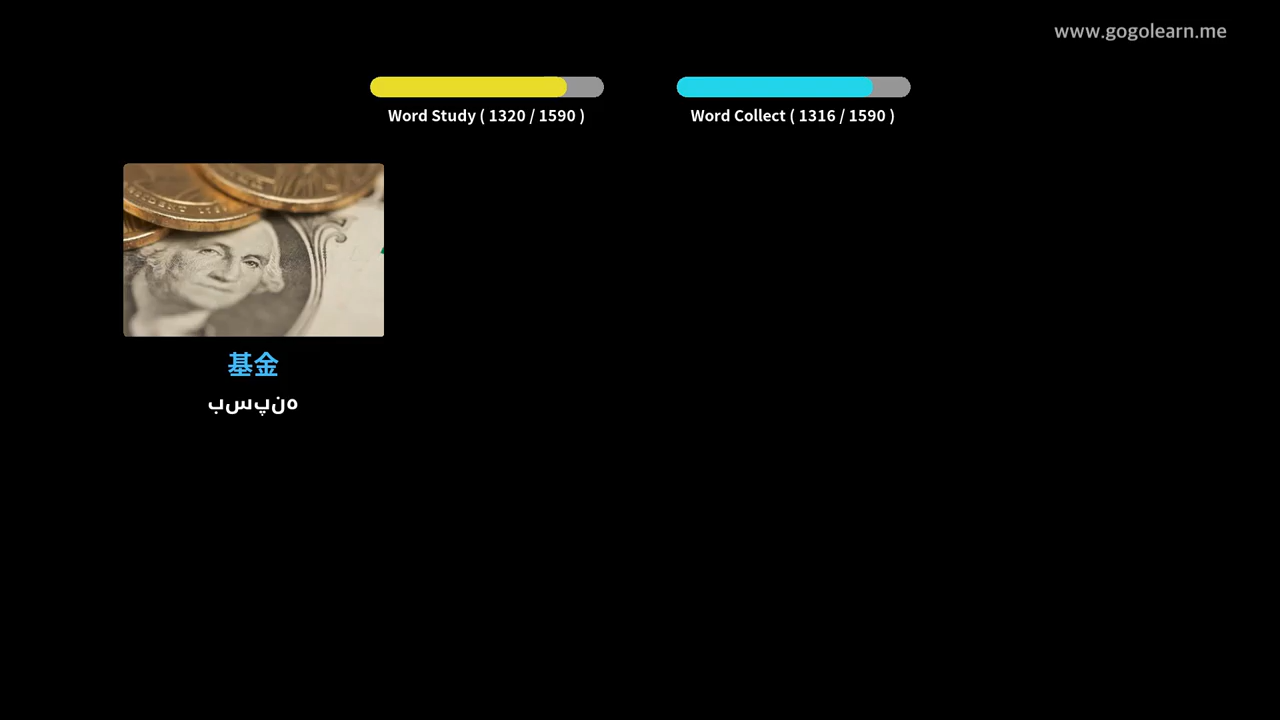 www.gogolearn.me
Word Study ( 1320 / 1590 )
Word Collect ( 1316 / 1590 )
基金
بسپنه